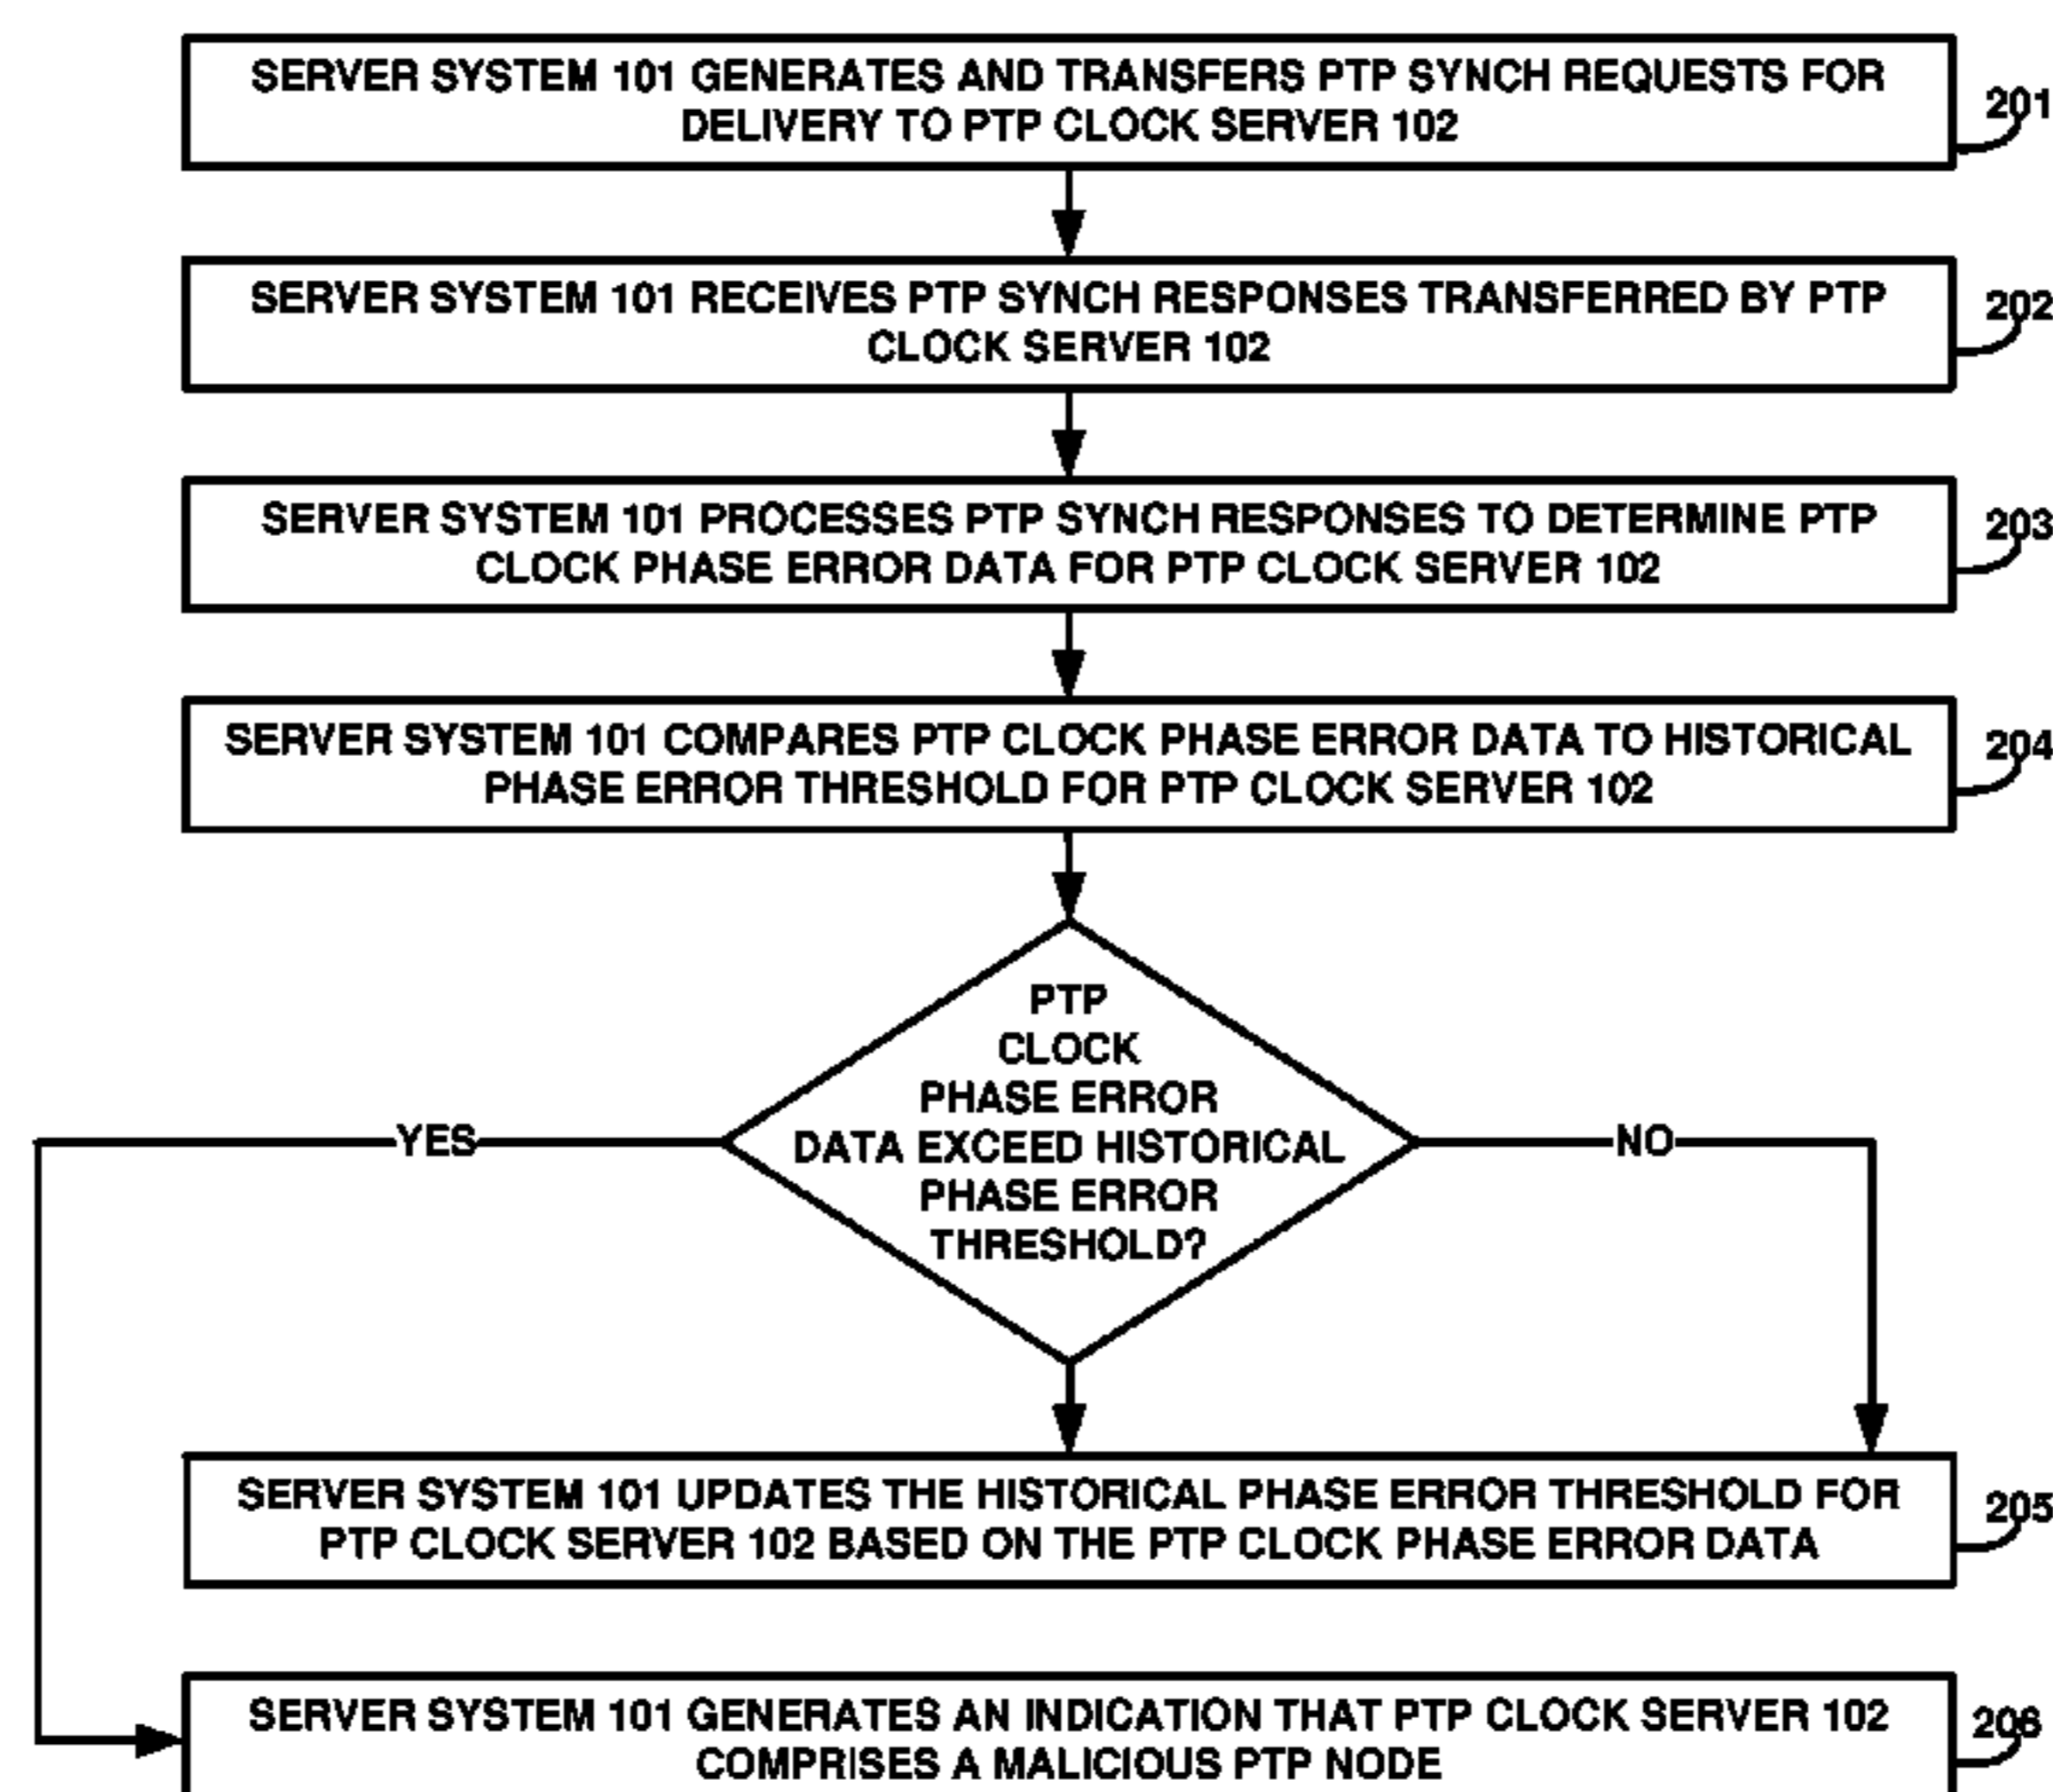 SERVER SYSTEM 101 GENERATES AND TRANSFERS PTP SYNCH REQUESTS FOR
DELIVERY TO PTP CLOCK SERVER 102
201
SERVER SYSTEM 101 RECEIVES PTP SYNCH RESPONSES TRANSFERRED BY PTP
CLOCK SERVER 102
202
SERVER SYSTEM 101 PROCESSES PTP SYNCH RESPONSES TO DETERMINE PTP
CLOCK PHASE ERROR DATA FOR PTP CLOCK SERVER 102
203
SERVER SYSTEM 101 COMPARES PTP CLOCK PHASE ERROR DATA TO HISTORICAL
PHASE ERROR THRESHOLD FOR PTP CLOCK SERVER 102
204
PTP
CLOCK
PHASE ERROR
DATA EXCEED HISTORICAL
PHASE ERROR
THRESHOLD?
YES
NO
SERVER SYSTEM 101 UPDATES THE HISTORICAL PHASE ERROR THRESHOLD FOR
PTP CLOCK SERVER 102 BASED ON THE PTP CLOCK PHASE ERROR DATA
205
SERVER SYSTEM 101 GENERATES AN INDICATION THAT PTP CLOCK SERVER 102
COMPRISES A MALICIOUS PTP NODE
206